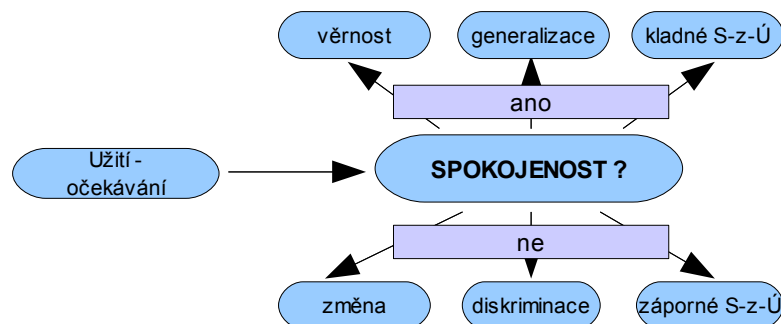 věrnost
generalizace
kladné S-z-Ú
ano
Užití -
očekávání
SPOKOJENOST ?
ne
změna
diskriminace
záporné S-z-Ú